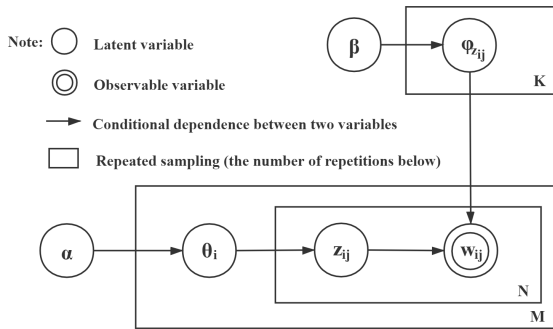 Note: Latent variable
β
φzij
Observable variable
K
Conditional dependence between two variables
Repeated sampling (the number of repetitions below)
α
θi
zij
wij
N
M